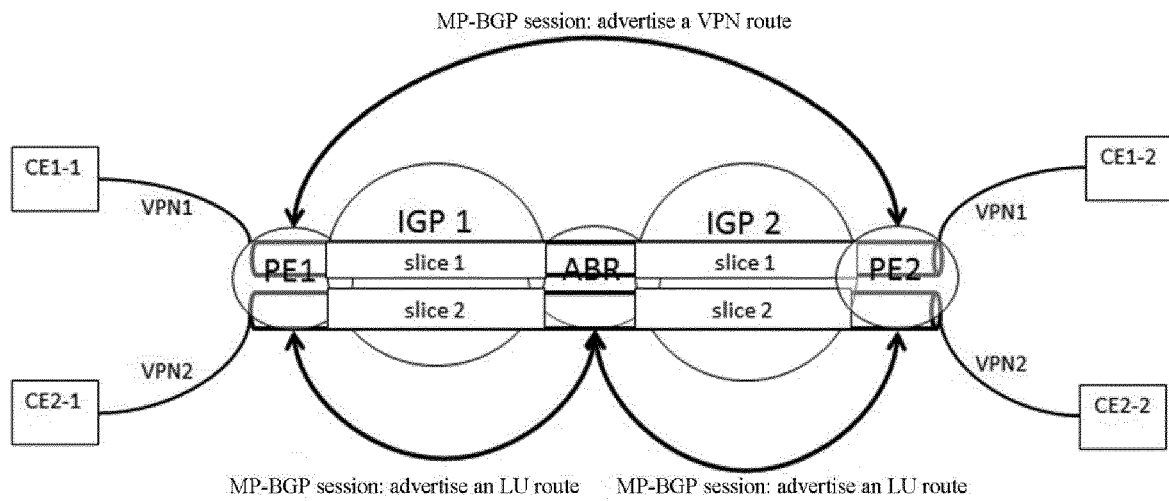 MP-BGP session: advertise a VPN route
CE1-1
CE1-2
VPN1
VPN1
IGP 1
IGP 2
PE1
slice 1
ABR
slice 1
PE2
slice 2
slice 2
VPN2
VPN2
CE2-1
CE2-2
MP-BGP session: advertise an LU route
MP-BGP session: advertise an LU route